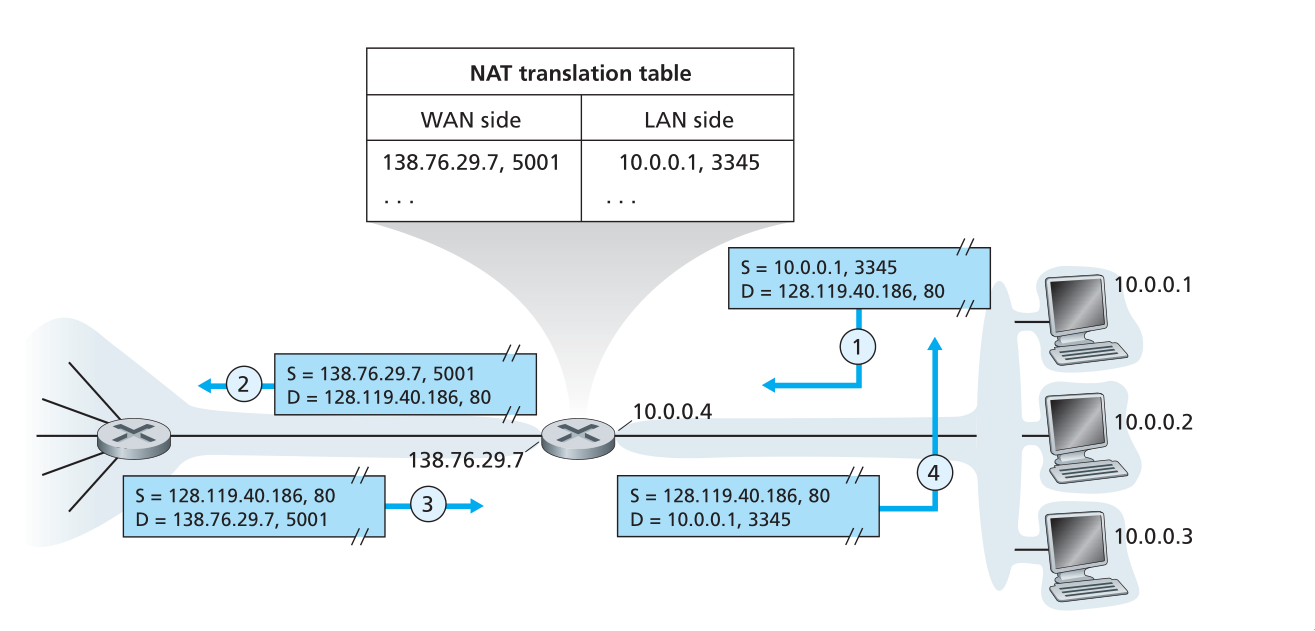 NAT translation table
WAN side
LAN side
138.76.29.7, 5001
10.0.0.1, 3345
. . .
. . .
S = 10.0.0.1, 3345
D = 128.119.40.186, 80
1
10.0.0.1
2
S = 138.76.29.7, 5001
D = 128.119.40.186, 80
10.0.0.4
10.0.0.2
138.76.29.7
4
S = 128.119.40.186, 80
D = 138.76.29.7, 5001
3
S = 128.119.40.186, 80
D = 10.0.0.1, 3345
10.0.0.3